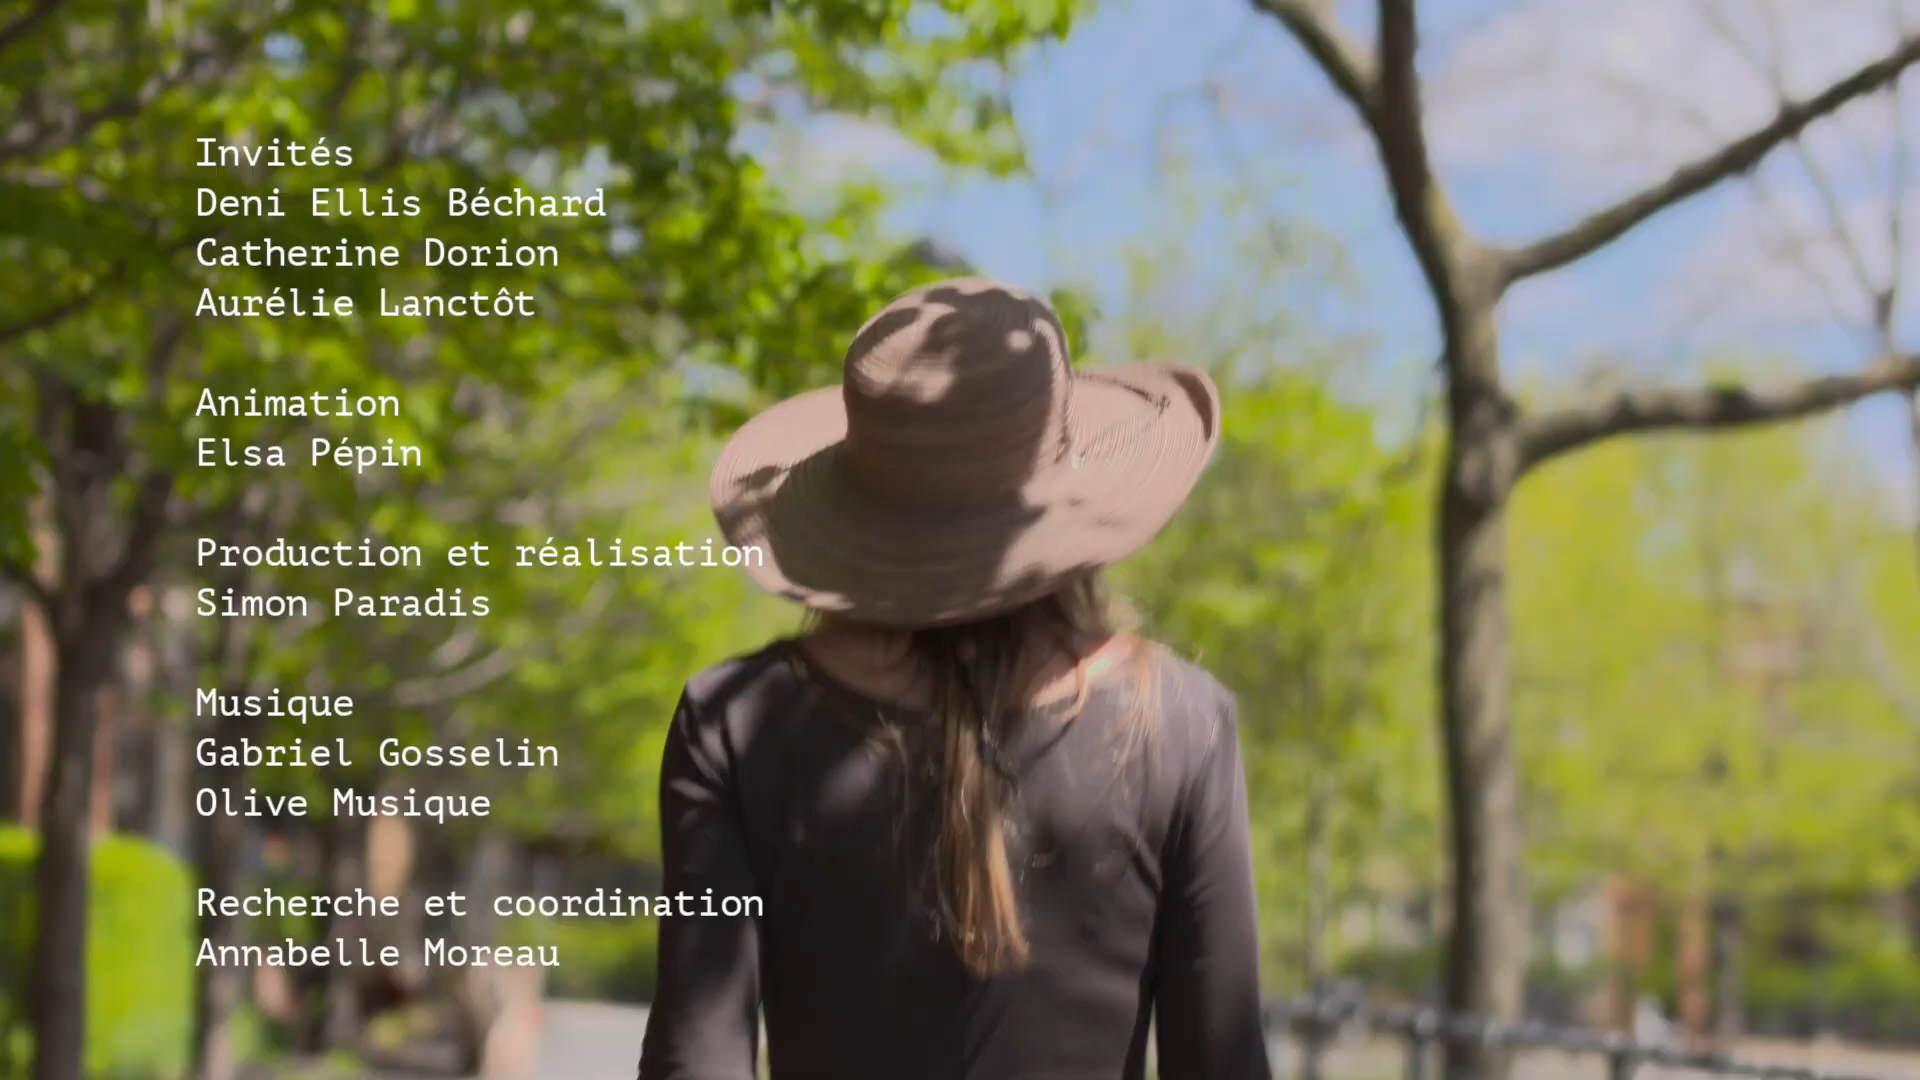 Invités
Deni Ellis Béchard
Catherine Dorion
Aurélie Lanctôt
Animation
Elsa Pépin
Production et réalisation
Simon Paradis
Musique
Gabriel Gosselin
Olive Musique
Recherche et coordination
Annabelle Moreau